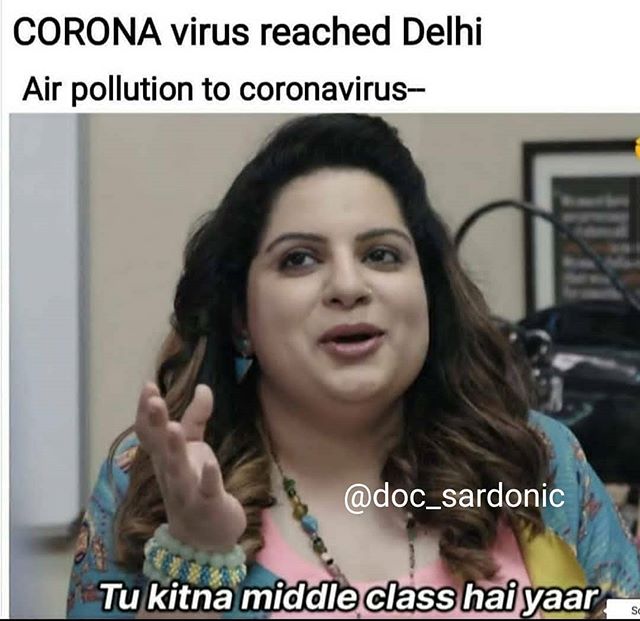 CORONA virus reached Delhi
Air pollution to coronavirus--
@doc_sardonic
Tu kitna middle class hai yaar